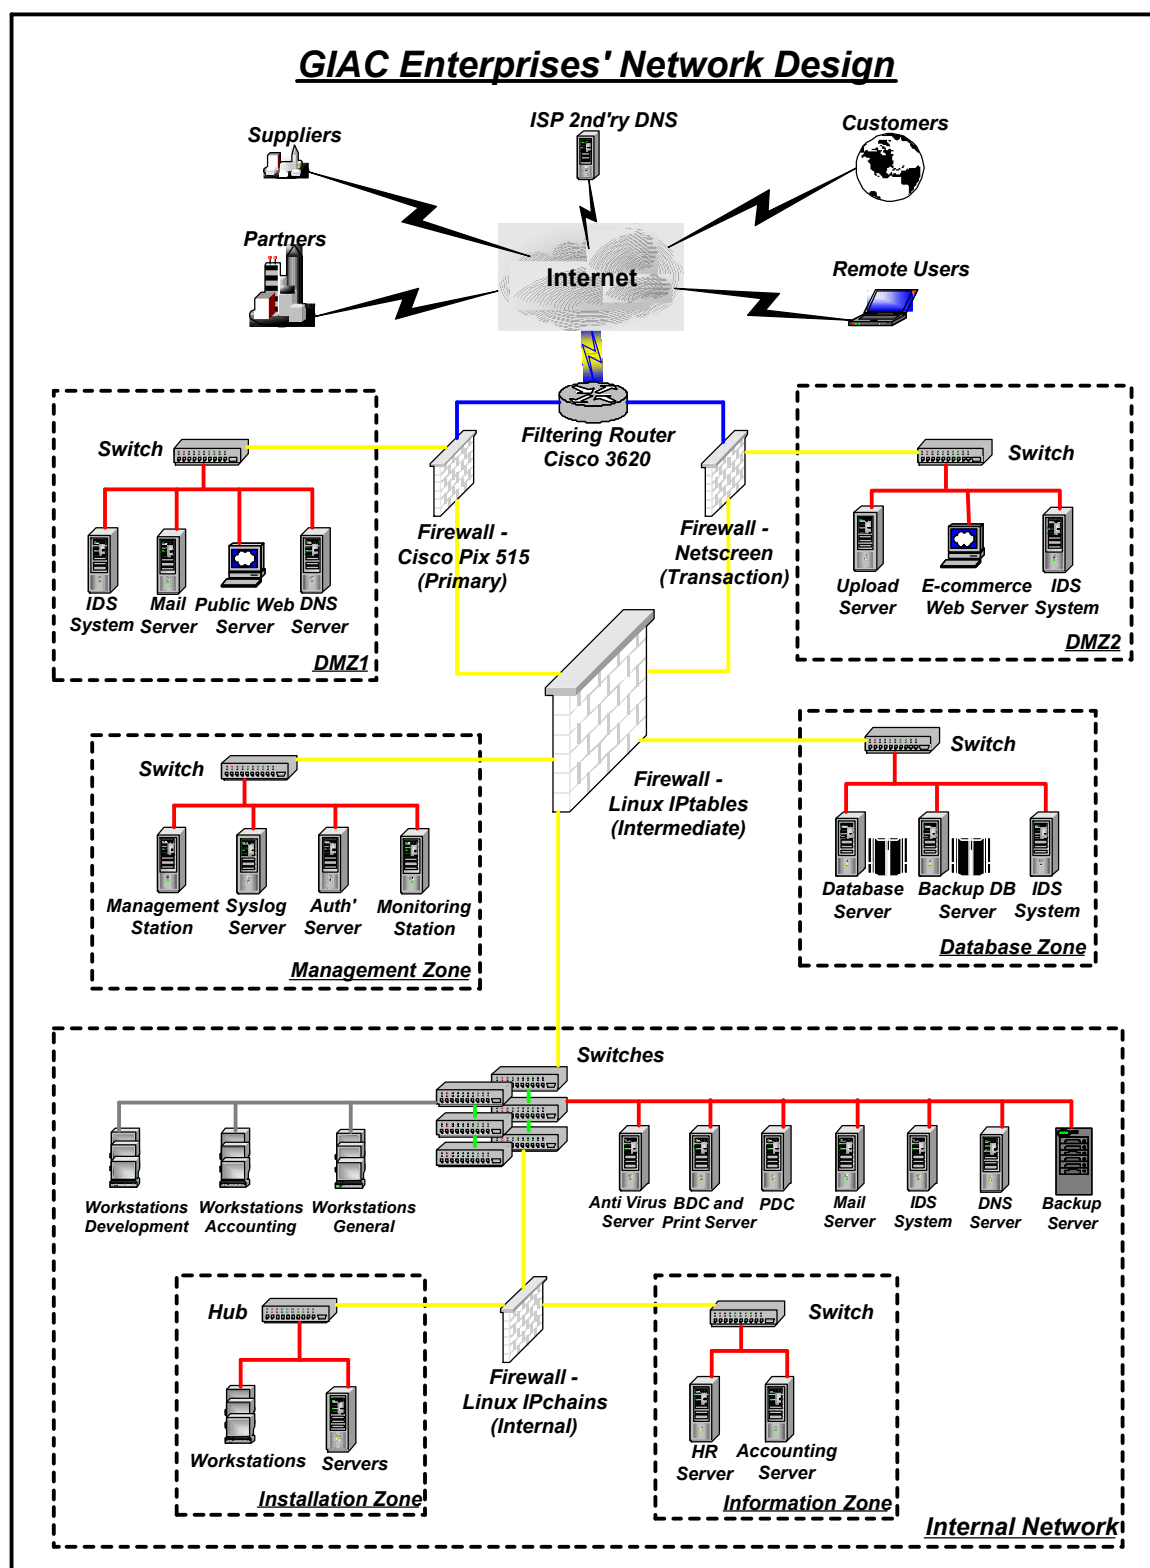 GIAC Enterprises' Network Design
ISP 2nd'ry DNS
Suppliers
Customers
Partners
Internet
Remote Users
Filtering Router
Cisco 3620
Switch
Switch
Firewall -
Cisco Pix 515
(Primary)
Firewall -
Netscreen
(Transaction)
IDS
System
Mail
Server
Public Web
Server
DNS
Server
DMZ1
Upload
Server
E-commerce
Web Server
IDS
System
DMZ2
Switch
Firewall -
Linux IPtables
(Intermediate)
Switch
Management
Station
Syslog
Server
Auth'
Server
Monitoring
Station
Management Zone
Database
Server
Backup DB
Server
IDS
System
Database Zone
Switches
Workstations
Development
Workstations
Accounting
Workstations
General
Anti Virus
Server
BDC and
Print Server
PDC
Mail
Server
IDS
System
DNS
Server
Backup
Server
Hub
Switch
Firewall -
Linux IPchains
(Internal)
Workstations
Servers
Installation Zone
HR
Server
Accounting
Server
Information Zone
Internal Network